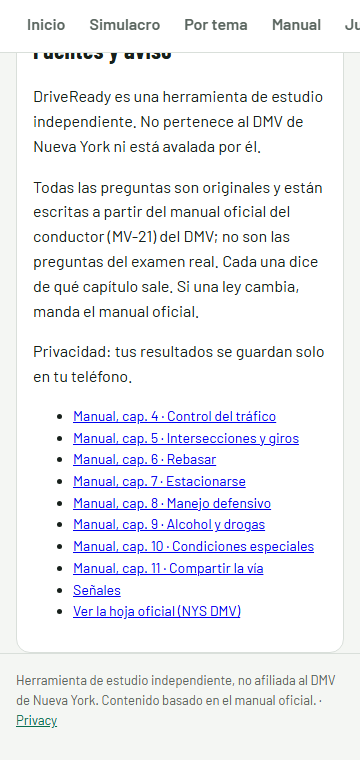 Inicio Simulacro Por tema Manual Ju
Fuentes y aviso
DriveReady es una herramienta de estudio
independiente. No pertenece al DMV de
Nueva York ni está avalada por él.
Todas las preguntas son originales y están
escritas a partir del manual oficial del
conductor (MV-21) del DMV; no son las
preguntas del examen real. Cada una dice
de qué capítulo sale. Si una ley cambia,
manda el manual oficial.
Privacidad: tus resultados se guardan solo
en tu teléfono.
Manual, cap. 4 · Control del tráfico
Manual, cap. 5 · Intersecciones y giros
Manual, cap. 6 · Rebasar
Manual, cap. 7 · Estacionarse
Manual, cap. 8 · Manejo defensivo
Manual, cap. 9 · Alcohol y drogas
Manual, cap. 10 · Condiciones especiales
Manual, cap. 11 · Compartir la vía
Señales
Ver la hoja oficial (NYS DMV)
Herramienta de estudio independiente, no afiliada al DMV
de Nueva York. Contenido basado en el manual oficial. ·
Privacy